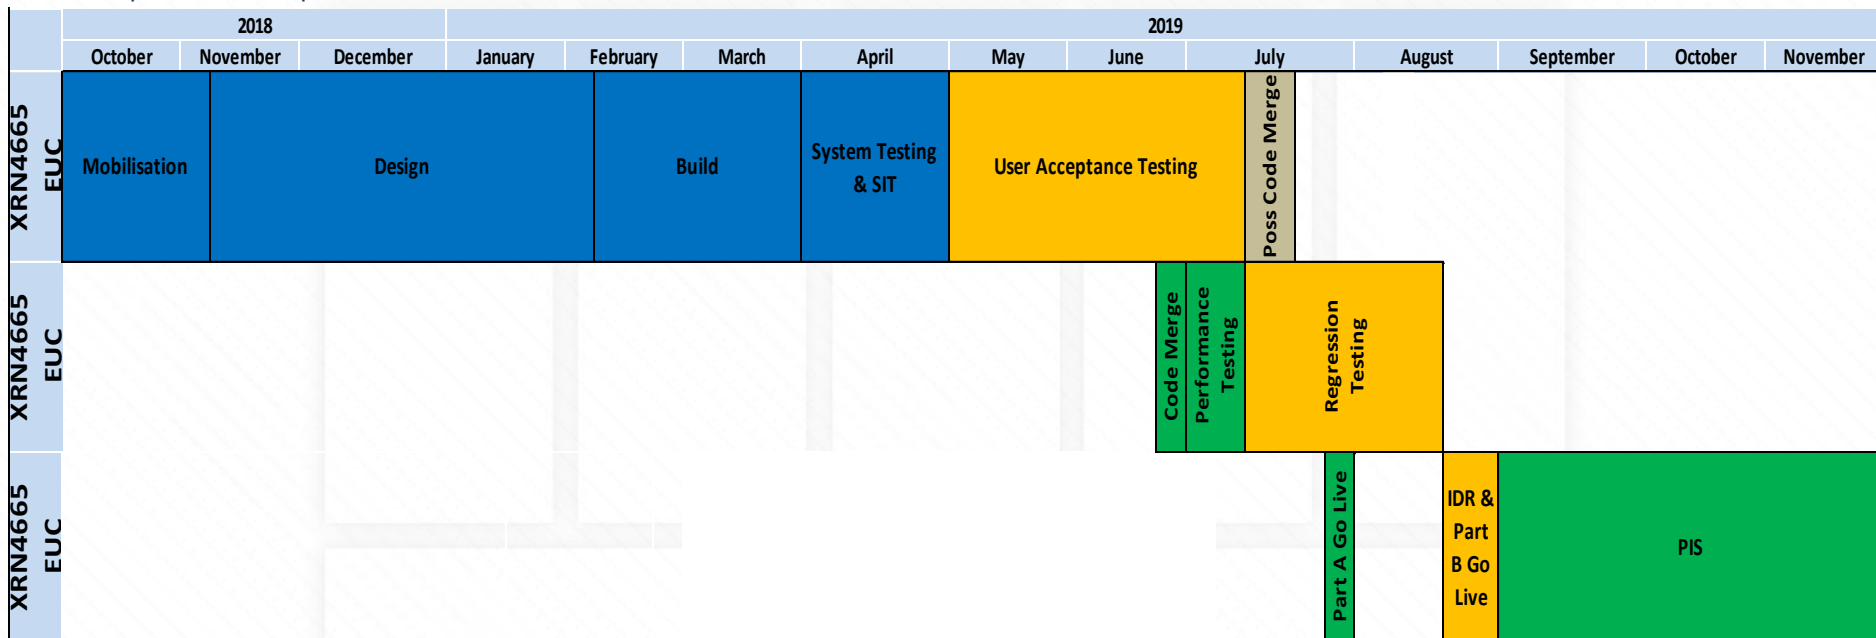 2018
2019
October
November
December
January
February
March
April
May
June
July
August
September
October
November
XRN4665
EUC
Mobilisation
Design
Build
System Testing
& SIT
User Acceptance Testing
Poss Code Merge
XRN4665
EUC
Code Merge
Performance
Testing
Regression
Testing
XRN4665
EUC
Part A Go Live
IDR &
Part
B Go
Live
PIS